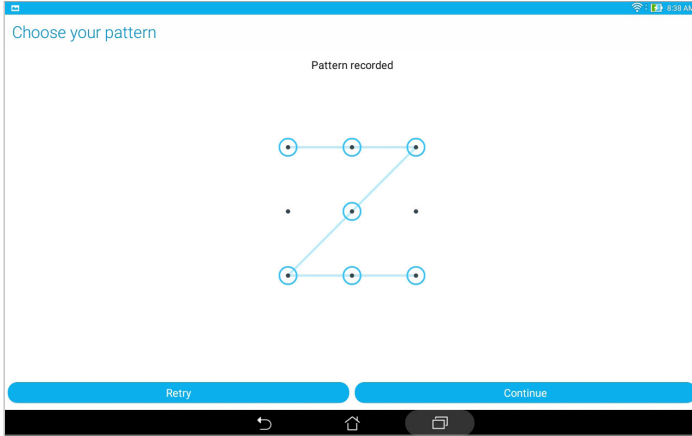 8:38 AM
Choose your pattern
Pattern recorded
Retry
Continue